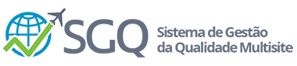 SGQ
Sistema de Gestão
da Qualidade Multisite